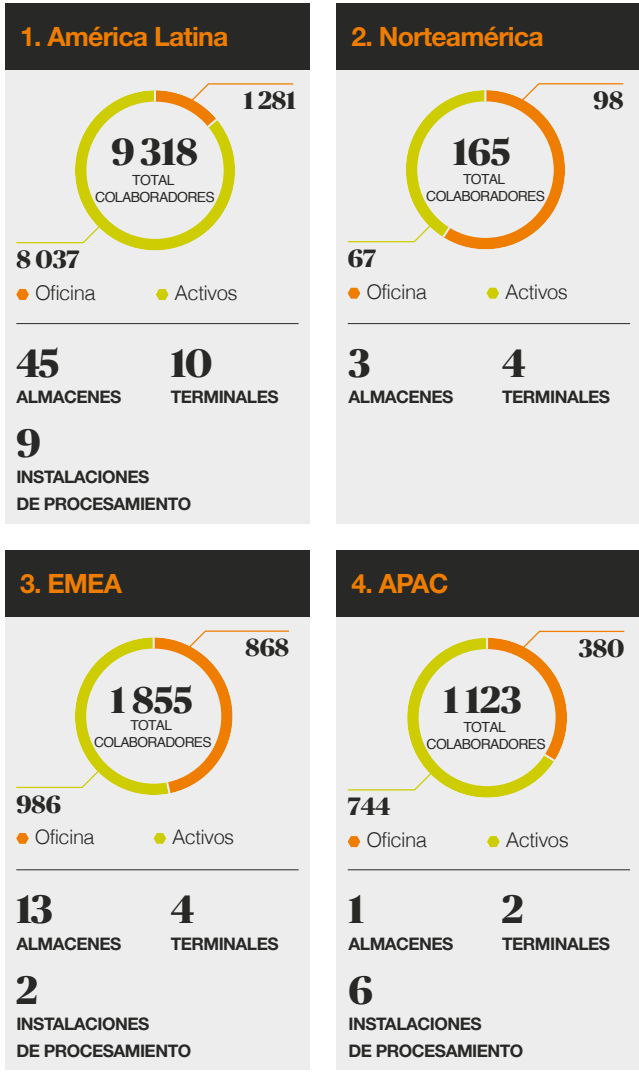 1. América Latina
1 281
9 318
TOTAL
COLABORADORES
8 037
Oficina
Activos
45
ALMACENES
10
TERMINALES
9
INSTALACIONES
DE PROCESAMIENTO
2. Norteamérica
98
165
TOTAL
COLABORADORES
67
Oficina
Activos
3
ALMACENES
4
TERMINALES
3. EMEA
868
1 855
TOTAL
COLABORADORES
986
Oficina
Activos
13
ALMACENES
4
TERMINALES
2
INSTALACIONES
DE PROCESAMIENTO
4. APAC
380
1 123
TOTAL
COLABORADORES
744
Oficina
Activos
1
ALMACENES
2
TERMINALES
6
INSTALACIONES
DE PROCESAMIENTO